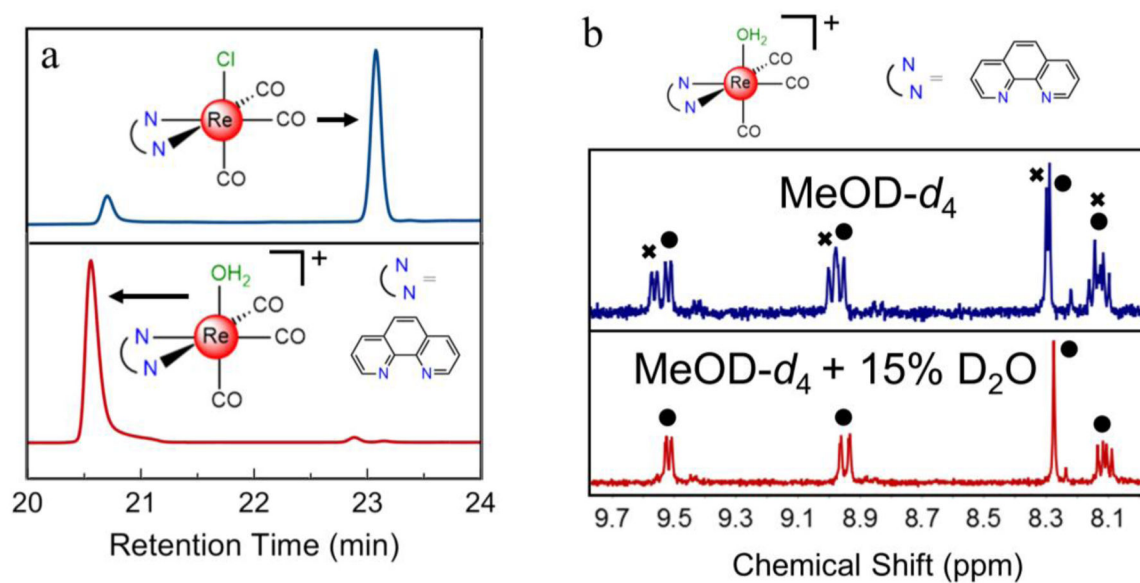 a
Cl
N
N
Re
CO
CO
CO
OH2
+
N
N
Re
CO
CO
CO
N
N
=
N
N
20 21 22 23 24
Retention Time (min)
b
OH2
+
N
N
Re
CO
CO
CO
N
N
=
N
N
MeOD-d4
MeOD-d4 + 15% D2O
9.7 9.5 9.3 9.1 8.9 8.7 8.5 8.3 8.1
Chemical Shift (ppm)